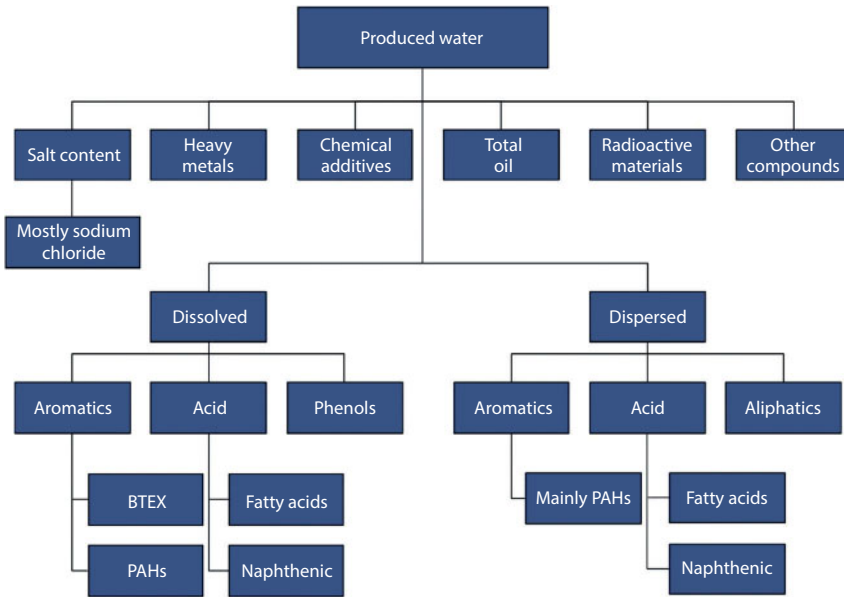 Produced water
Salt content
Heavy
metals
Chemical
additives
Total
oil
Radioactive
materials
Other
compounds
Mostly sodium
chloride
Dissolved
Dispersed
Aromatics
Acid
Phenols
Aromatics
Acid
Aliphatics
BTEX
Fatty acids
Mainly PAHs
Fatty acids
PAHs
Naphthenic
Naphthenic